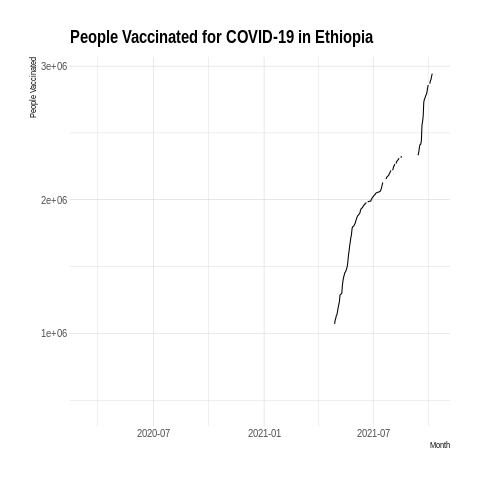 People Vaccinated for COVID-19 in Ethiopia
People Vaccinated
3e+06
2e+06
1e+06
2020-07
2021-01
2021-07
Month